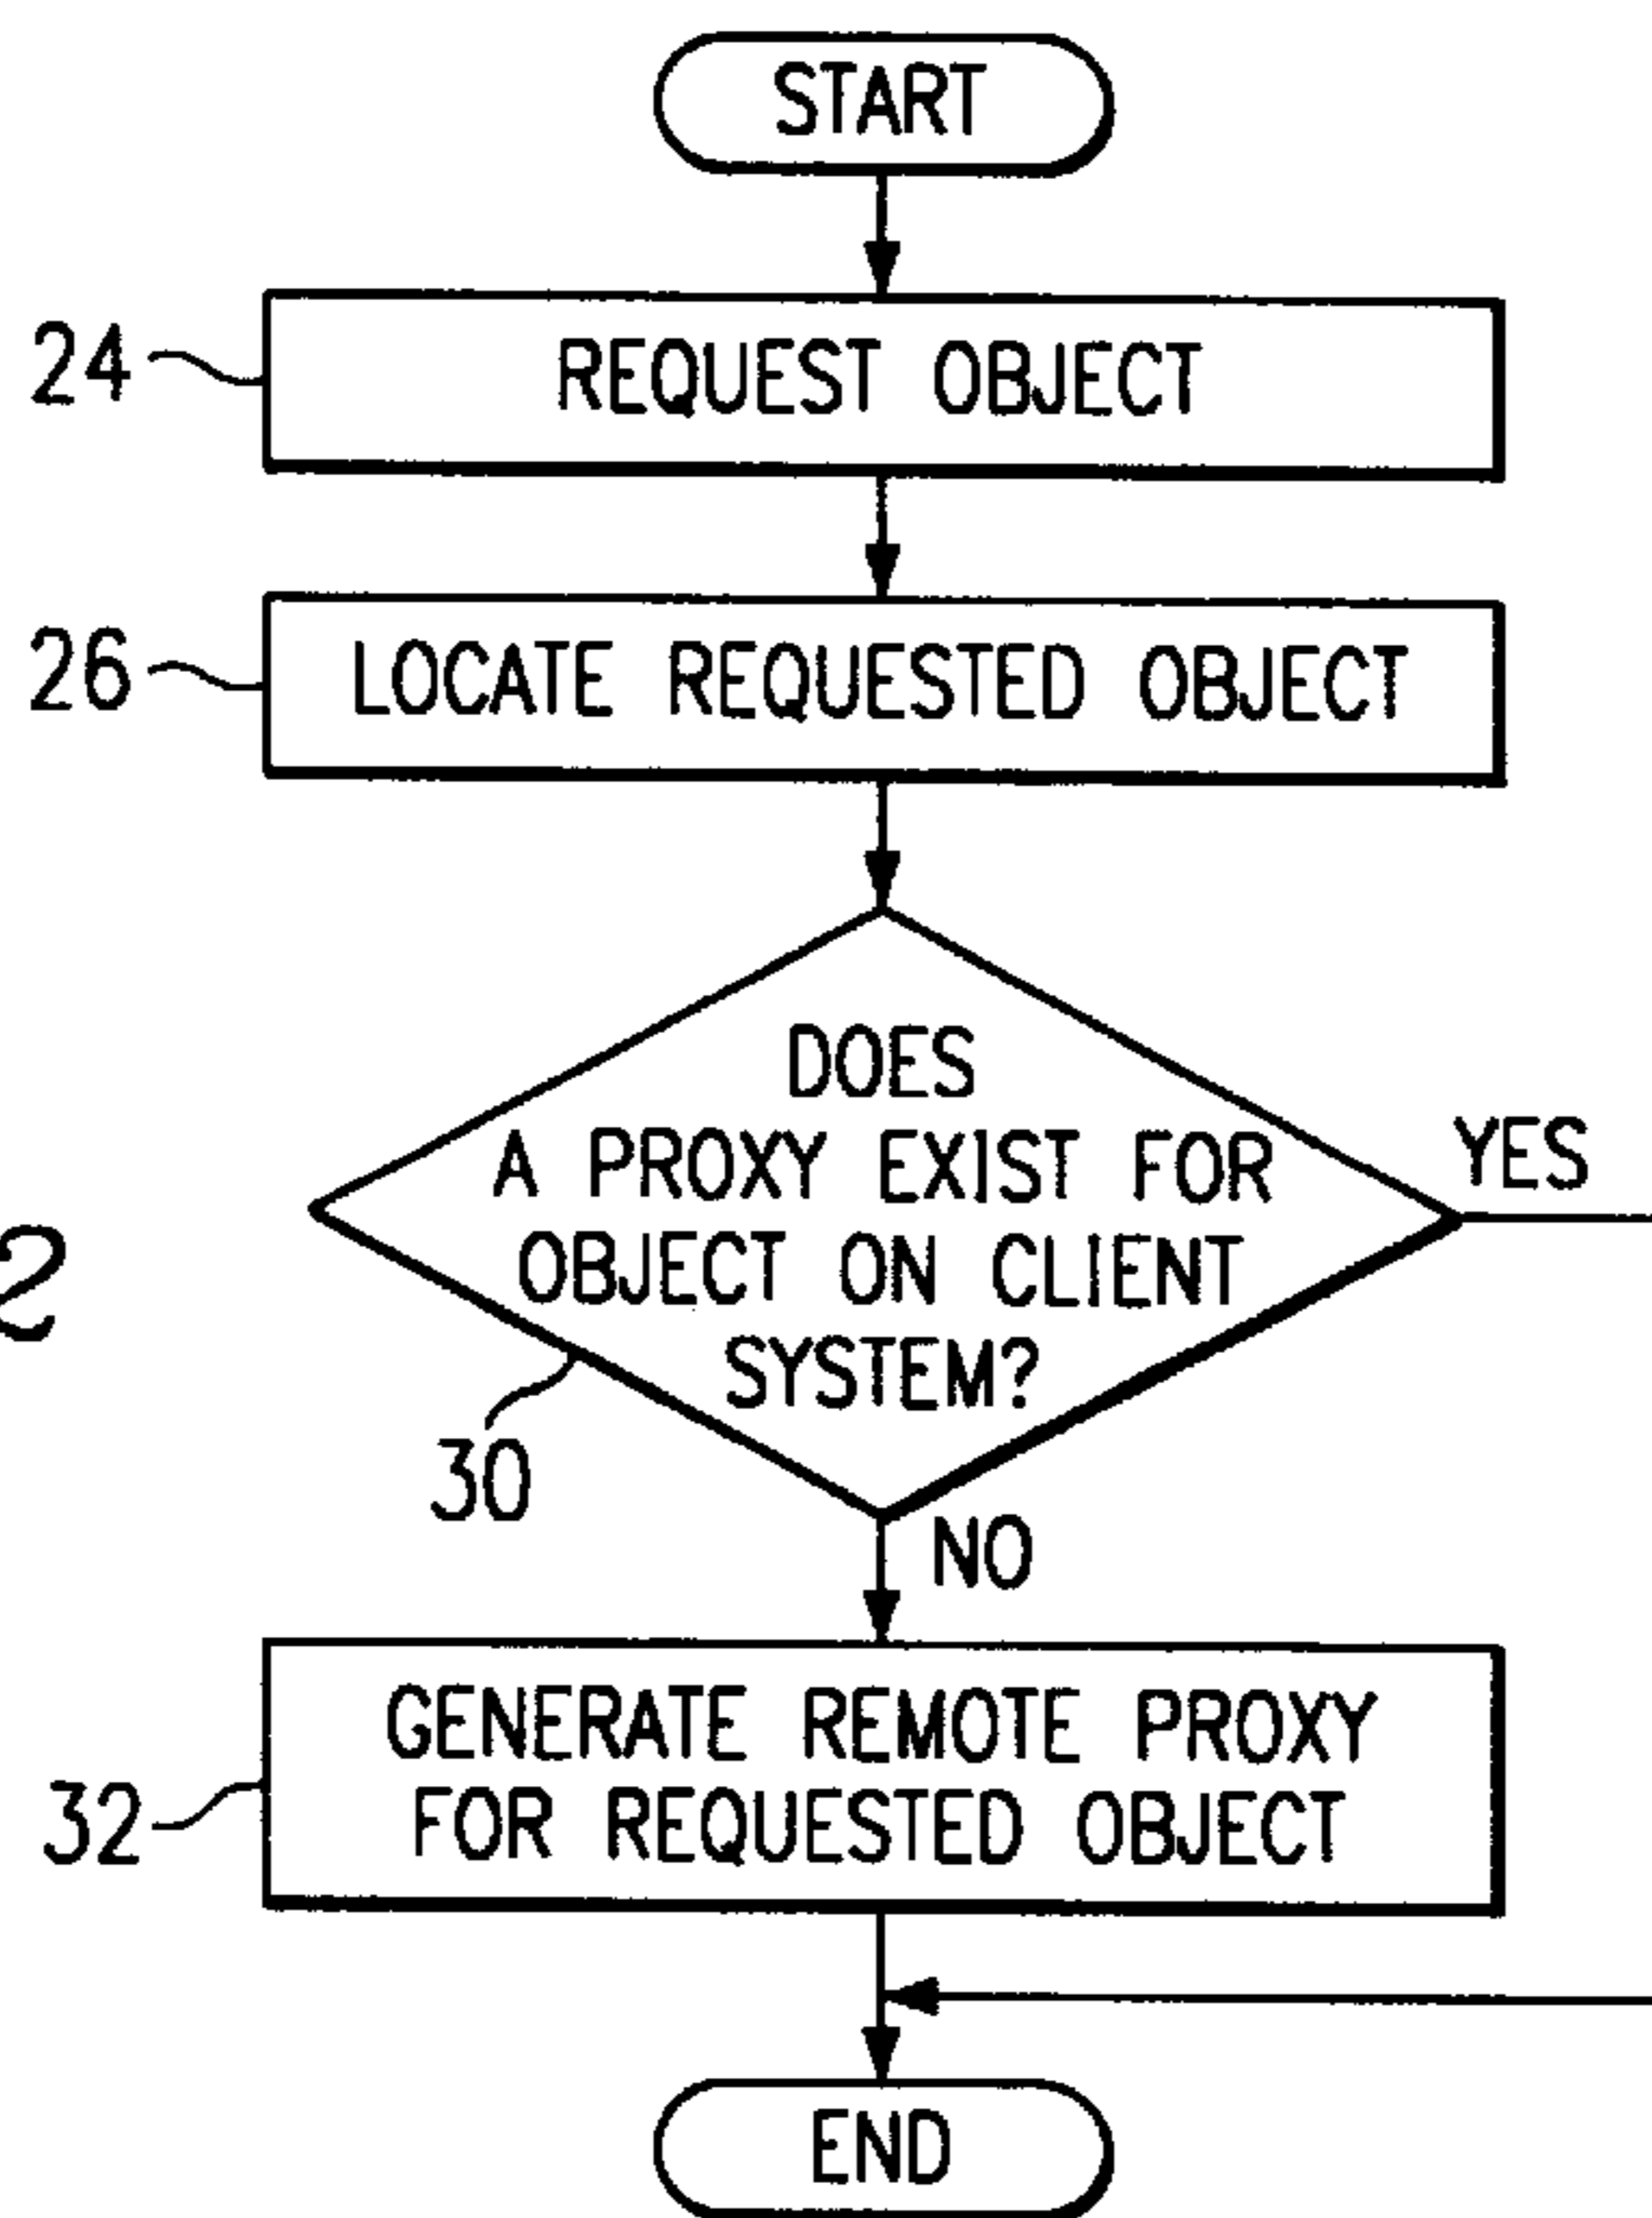 START
24
REQUEST OBJECT
26
LOCATE REQUESTED OBJECT
DOES
A PROXY EXIST FOR
OBJECT ON CLIENT
SYSTEM?
YES
2
30
NO
GENERATE REMOTE PROXY
FOR REQUESTED OBJECT
32
END